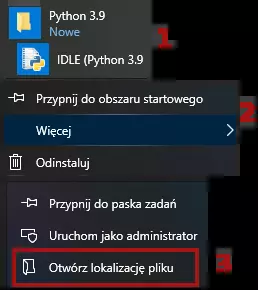 Python 3.9
Nowe
1
IDLE (Python 3.9
Przypnij do obszaru startowego
2
Więcej
Odinstaluj
Przypnij do paska zadań
Uruchom jako administrator
Otwórz lokalizację pliku
3